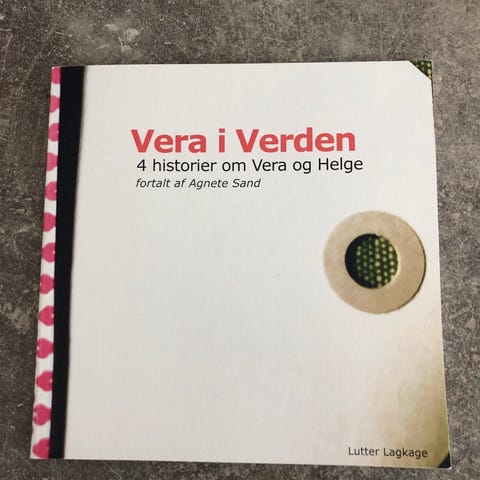 Vera i Verden
4 historier om Vera og Helge
fortalt af Agnete Sand
Lutter Lagkage